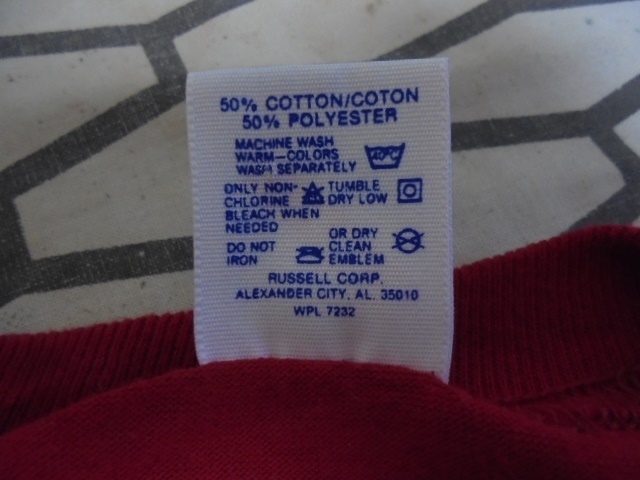 50% COTTON/COTON
50% POLYESTER
MACHINE WASH
WARM-COLORS
WASH SEPARATELY
ONLY NON-
CHLORINE
BLEACH WHEN
NEEDED
TUMBLE
DRY LOW
DO NOT
IRON
OR DRY
CLEAN
EMBLEM
RUSSELL CORP.
ALEXANDER CITY, AL. 35010
WPL 7232